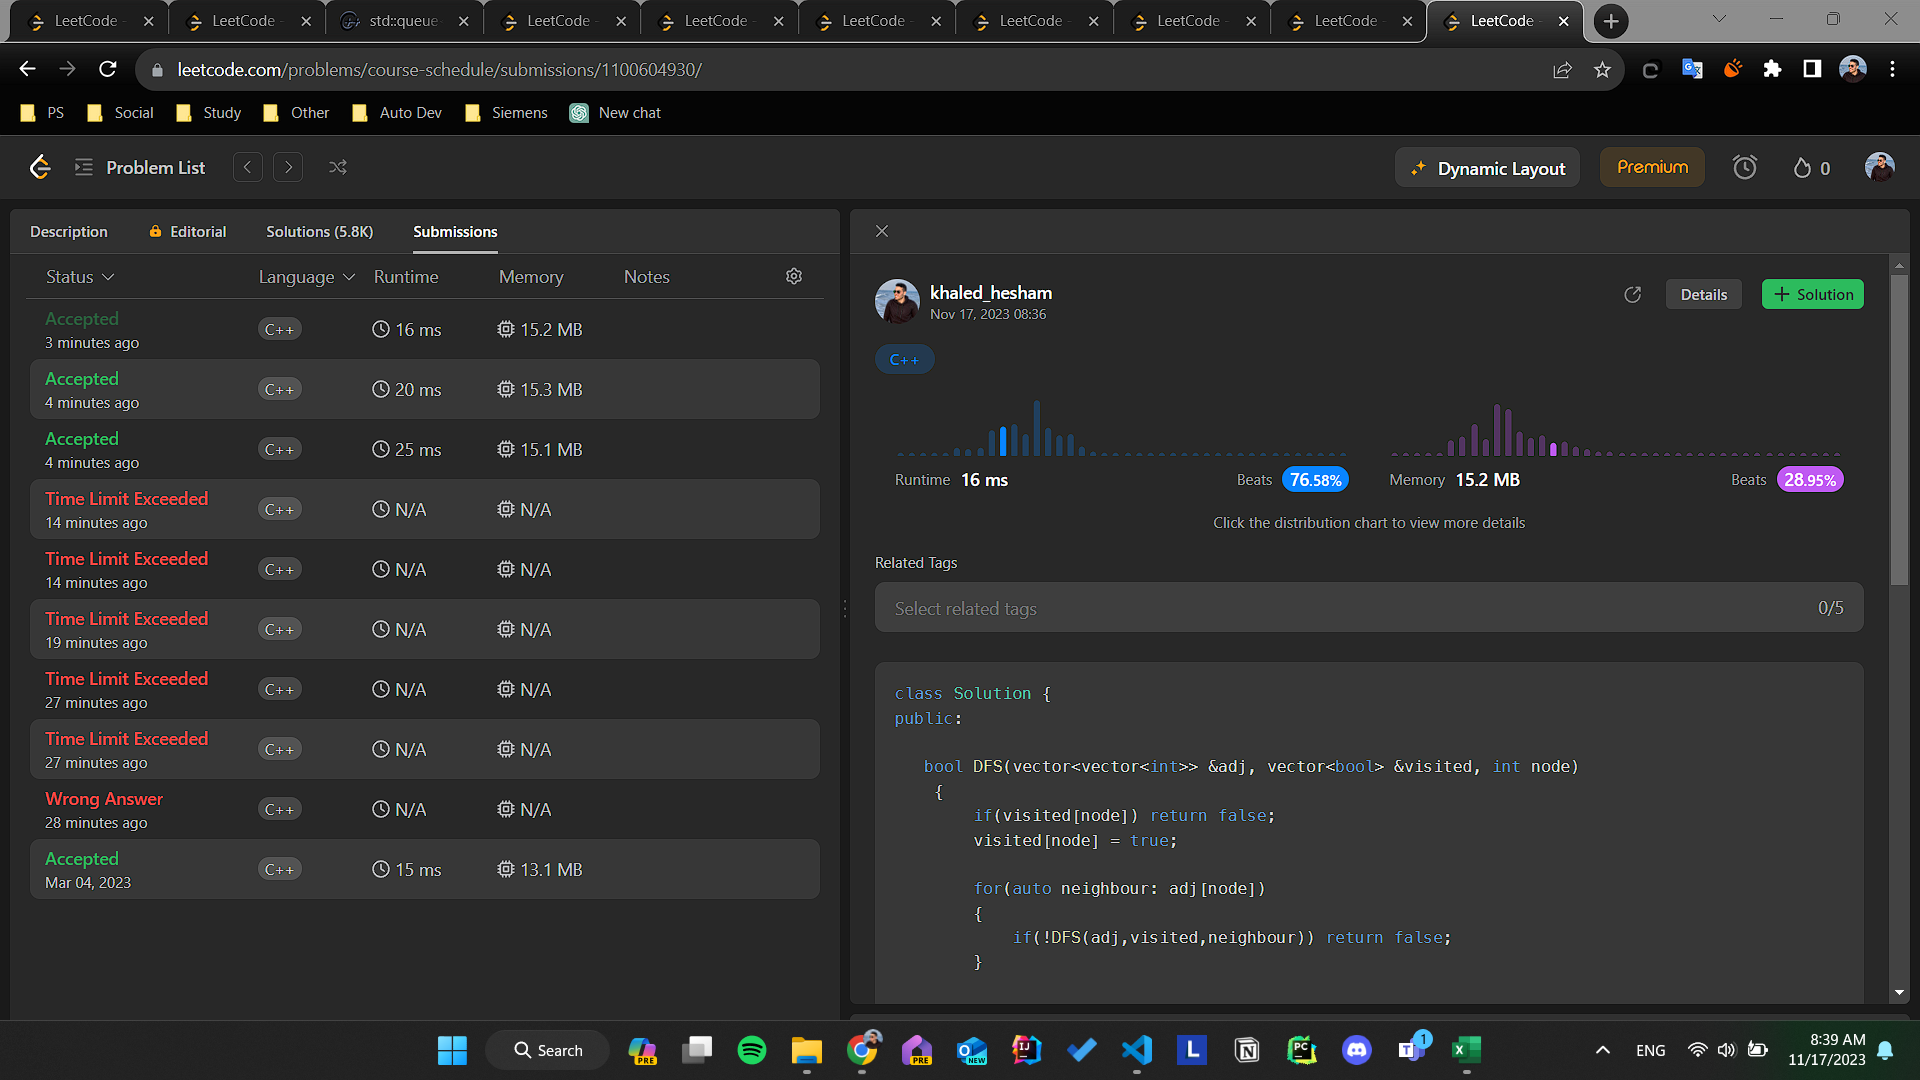 LeetCode -
LeetCode -
std::queue
LeetCode -
LeetCode -
LeetCode -
LeetCode -
LeetCode -
LeetCode -
LeetCode -
leetcode.com/problems/course-schedule/submissions/1100604930/
PS
Social
Study
Other
Auto Dev
Siemens
New chat
Problem List
Dynamic Layout
Premium
0
Description
Editorial
Solutions (5.8K)
Submissions
Status
Language
Runtime
Memory
Notes
Accepted
3 minutes ago
C++
16 ms
15.2 MB
Accepted
4 minutes ago
C++
20 ms
15.3 MB
Accepted
4 minutes ago
C++
25 ms
15.1 MB
Time Limit Exceeded
14 minutes ago
C++
N/A
N/A
Time Limit Exceeded
14 minutes ago
C++
N/A
N/A
Time Limit Exceeded
19 minutes ago
C++
N/A
N/A
Time Limit Exceeded
27 minutes ago
C++
N/A
N/A
Time Limit Exceeded
27 minutes ago
C++
N/A
N/A
Wrong Answer
28 minutes ago
C++
N/A
N/A
Accepted
Mar 04, 2023
C++
15 ms
13.1 MB
khaled_hesham
Nov 17, 2023 08:36
Details
Solution
C++
Runtime 16 ms
Beats 76.58%
Memory 15.2 MB
Beats 28.95%
Click the distribution chart to view more details
Related Tags
Select related tags
0/5
class Solution {
public:
bool DFS(vector<vector<int>> &adj, vector<bool> &visited, int node)
{
if(visited[node]) return false;
visited[node] = true;
for(auto neighbour: adj[node])
{
if(!DFS(adj,visited,neighbour)) return false;
}
Search
PRE
PRE
NEW
IJ
L
PC
T
1
X
ENG
8:39 AM
11/17/2023